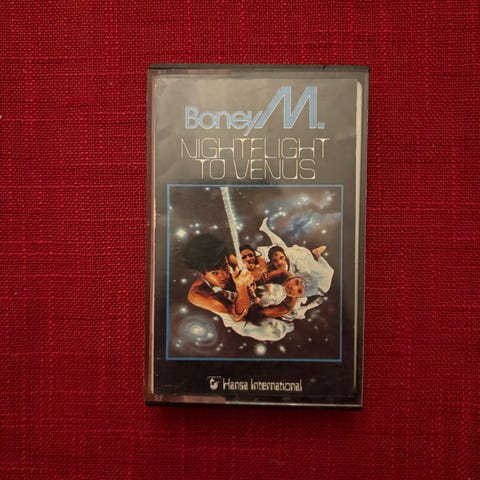 Boney M.
NIGHTFLIGHT
TO VENUS
Hansa International